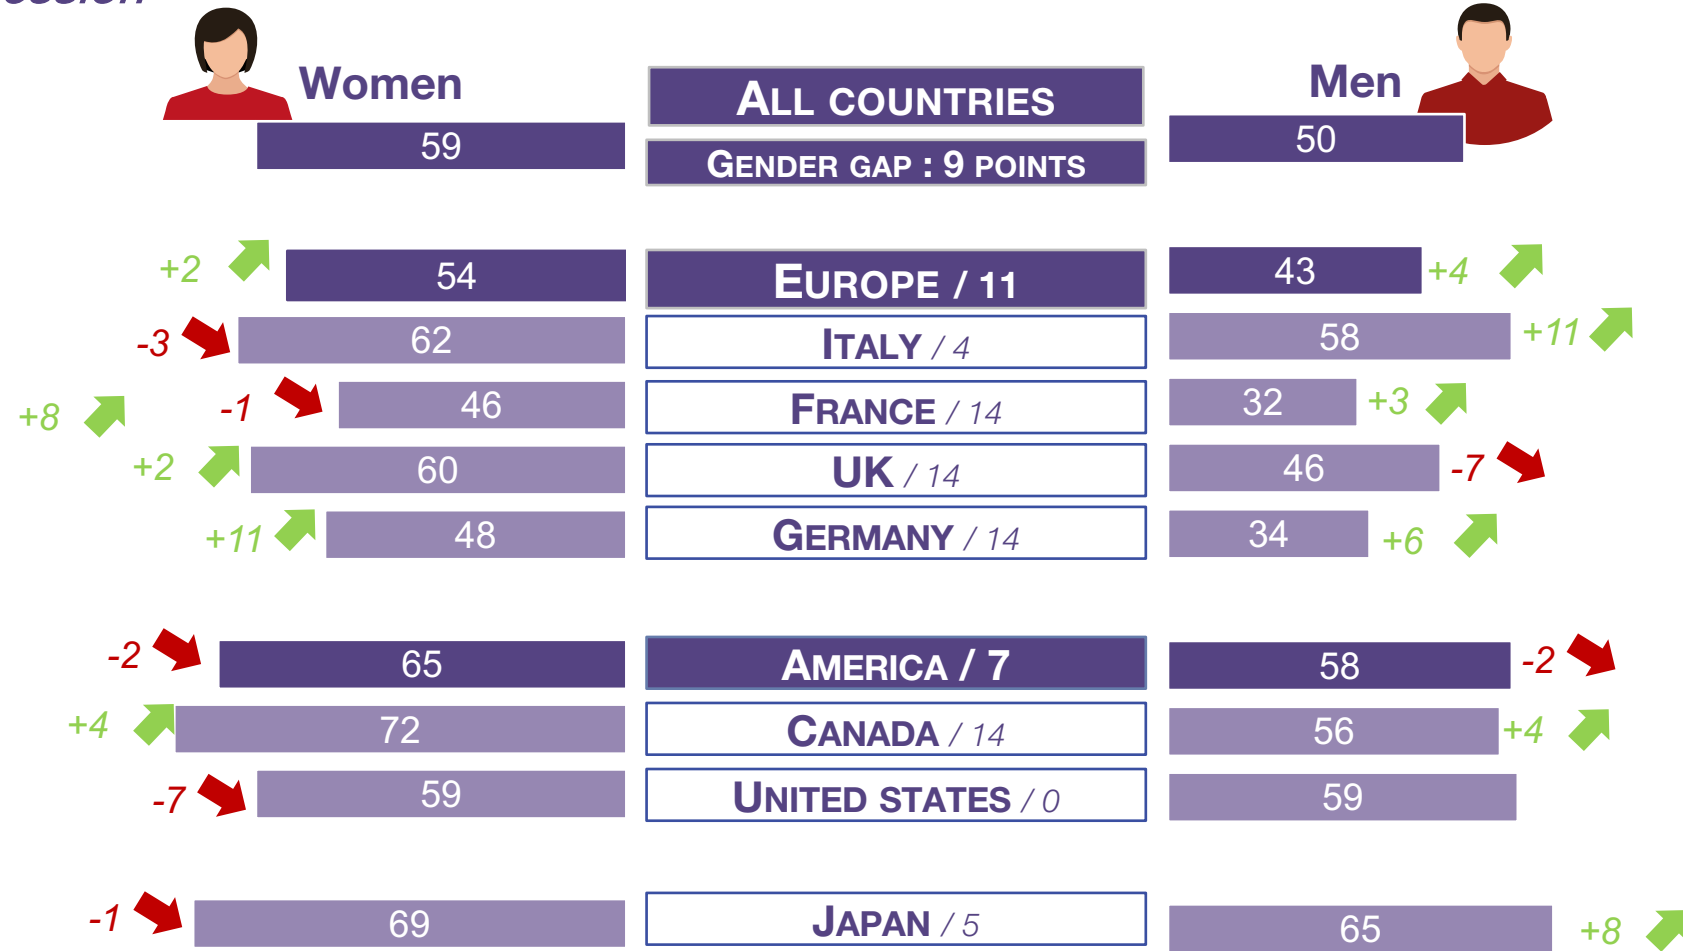 Women Men
ALL COUNTRIES
59 50
GENDER GAP : 9 POINTS
+2 54 EUROPE / 11 43 +4
-3 62 ITALY / 4 58 +11
+8 -1 46 FRANCE / 14 32 +3
+2 60 UK / 14 46 -7
+11 48 GERMANY / 14 34 +6
-2 65 AMERICA / 7 58 -2
+4 72 CANADA / 14 56 +4
-7 59 UNITED STATES / 0 59
-1 69 JAPAN / 5 65 +8